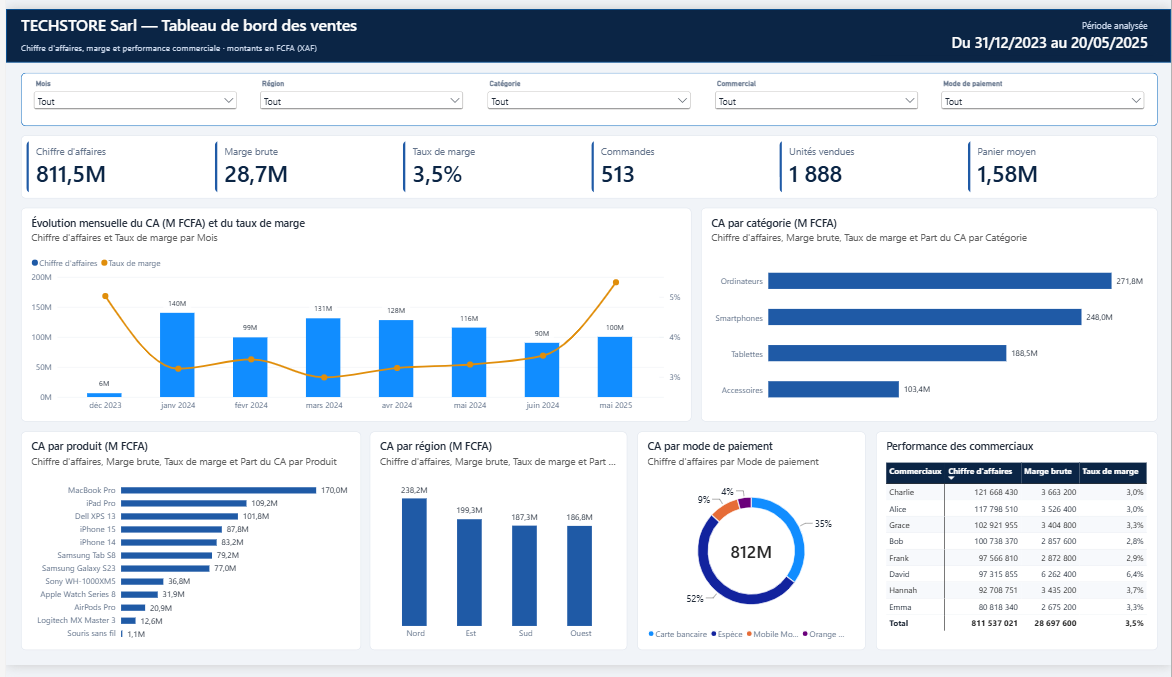 TECHSTORE Sarl — Tableau de bord des ventes
Chiffre d'affaires, marge et performance commerciale - montants en FCFA (XAF)
Période analysée
Du 31/12/2023 au 20/05/2025
Mois
Tout
Région
Tout
Catégorie
Tout
Commercial
Tout
Mode de paiement
Tout
Chiffre d'affaires
811,5M
Marge brute
28,7M
Taux de marge
3,5%
Commandes
513
Unités vendues
1 888
Panier moyen
1,58M
Évolution mensuelle du CA (M FCFA) et du taux de marge
Chiffre d'affaires et Taux de marge par Mois
Chiffre d'affaires Taux de marge
200M
150M
100M
50M
0M
6M
140M
99M
131M
128M
116M
90M
100M
5%
4%
3%
déc 2023 janv 2024 févr 2024 mars 2024 avr 2024 mai 2024 juin 2024 mai 2025
CA par catégorie (M FCFA)
Chiffre d'affaires, Marge brute, Taux de marge et Part du CA par Catégorie
Ordinateurs 271,8M
Smartphones 248,0M
Tablettes 188,5M
Accessoires 103,4M
CA par produit (M FCFA)
Chiffre d'affaires, Marge brute, Taux de marge et Part du CA par Produit
MacBook Pro 170,0M
iPad Pro 109,2M
Dell XPS 13 101,8M
iPhone 15 87,8M
iPhone 14 83,2M
Samsung Tab S8 79,2M
Samsung Galaxy S23 77,0M
Sony WH-1000XM5 36,8M
Apple Watch Series 8 31,9M
AirPods Pro 20,9M
Logitech MX Master 3 12,6M
Souris sans fil 1,1M
CA par région (M FCFA)
Chiffre d'affaires, Marge brute, Taux de marge et Part ...
238,2M
199,3M
187,3M
186,8M
Nord Est Sud Ouest
CA par mode de paiement
Chiffre d'affaires par Mode de paiement
4%
9%
35%
812M
52%
Carte bancaire Espèce Mobile Mo... Orange ...
Performance des commerciaux
Commerciaux Chiffre d'affaires Marge brute Taux de marge
Charlie 121 668 430 3 663 200 3,0%
Alice 117 798 510 3 526 400 3,0%
Grace 102 921 955 3 404 800 3,3%
Bob 100 738 370 2 857 600 2,8%
Frank 97 566 810 2 872 800 2,9%
David 97 315 855 6 262 400 6,4%
Hannah 92 708 751 3 435 200 3,7%
Emma 80 818 340 2 675 200 3,3%
Total 811 537 021 28 697 600 3,5%